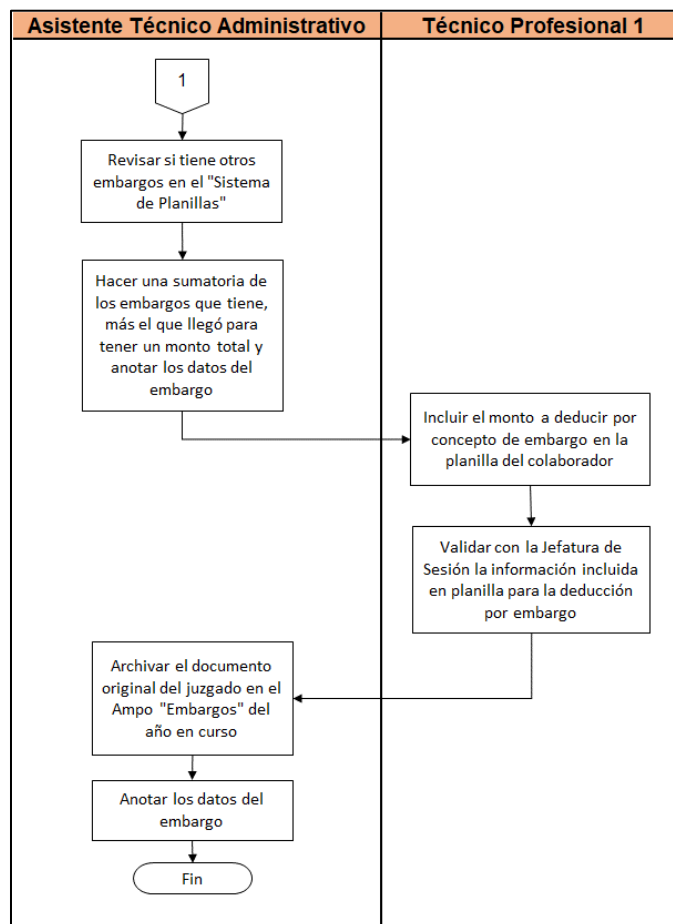 Asistente Técnico Administrativo
Técnico Profesional 1
1
Revisar si tiene otros
embargos en el "Sistema
de Planillas"
Hacer una sumatoria de
los embargos que tiene,
más el que llegó para
tener un monto total y
anotar los datos del
embargo
Incluir el monto a deducir por
concepto de embargo en la
planilla del colaborador
Validar con la Jefatura de
Sesión la información incluida
en planilla para la deducción
por embargo
Archivar el documento
original del juzgado en el
Ampo "Embargos" del
año en curso
Anotar los datos del
embargo
Fin